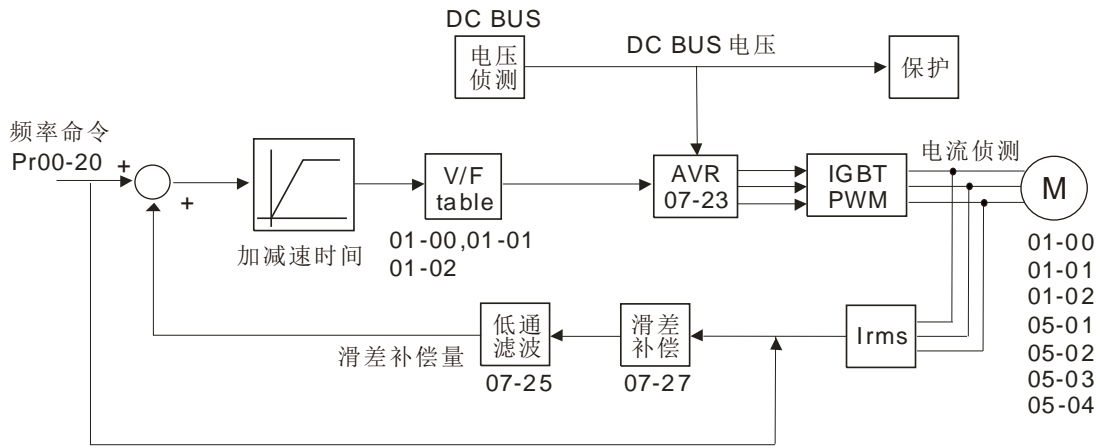 DC BUS
电压
侦测
DC BUS 电压
保护
频率命令
Pr00-20
+
+
加减速时间
V/F
table
01-00,01-01
01-02
AVR
07-23
IGBT
PWM
电流侦测
M
01-00
01-01
01-02
05-01
05-02
05-03
05-04
Irms
滑差
补偿
07-27
低通
滤波
07-25
滑差补偿量